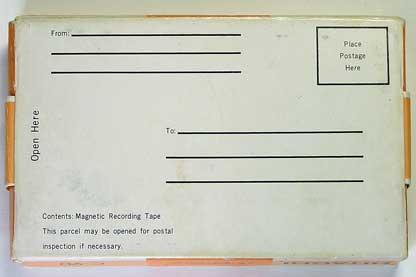 From:
Place
Postage
Here
Open Here
To:
Contents: Magnetic Recording Tape
This parcel may be opened for postal
inspection if necessary.